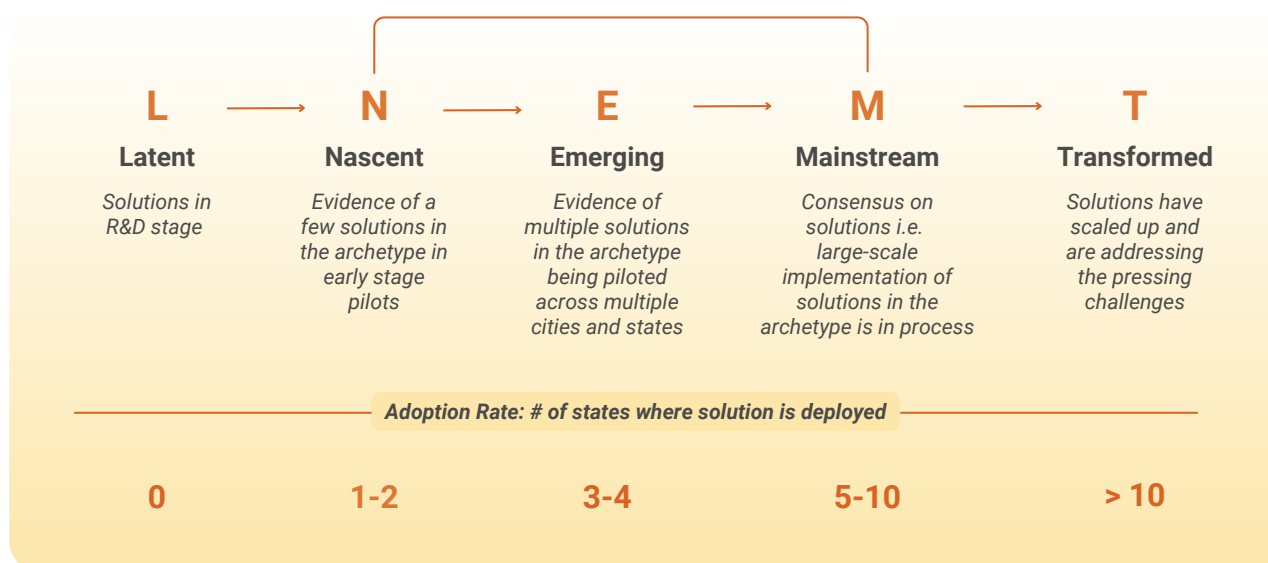 L
N
E
M
T
Latent
Nascent
Emerging
Mainstream
Transformed
Solutions in
R&D stage
Evidence of a
few solutions in
the archetype in
early stage
pilots
Evidence of
multiple solutions
in the archetype
being piloted
across multiple
cities and states
Consensus on
solutions i.e.
large-scale
implementation of
solutions in the
archetype is in process
Solutions have
scaled up and
are addressing
the pressing
challenges
Adoption Rate: # of states where solution is deployed
0
1-2
3-4
5-10
> 10